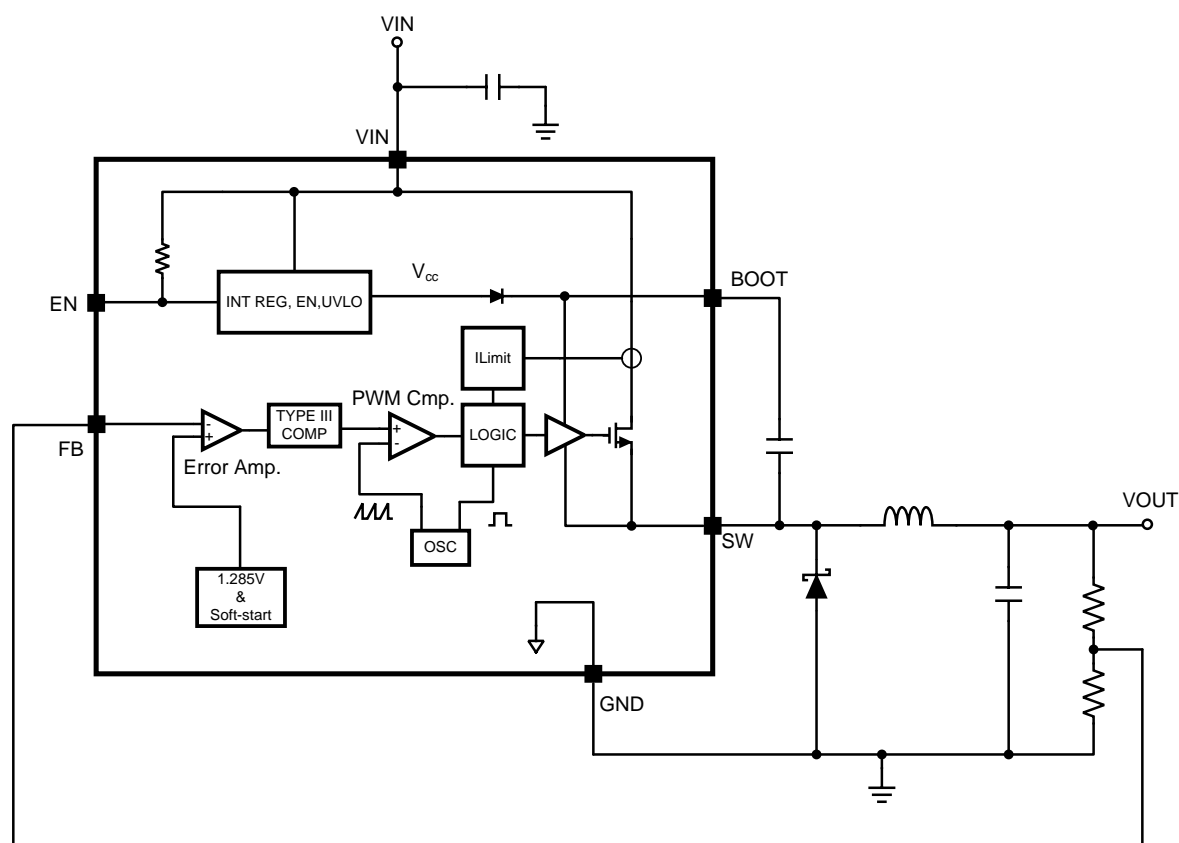 VIN
VIN
V_cc
BOOT
EN
INT REG, EN,UVLO
ILimit
PWM Cmp.
TYPE III
COMP
+
-
LOGIC
-
+
FB
Error Amp.
VOUT
SW
OSC
1.285V
&
Soft-start
GND